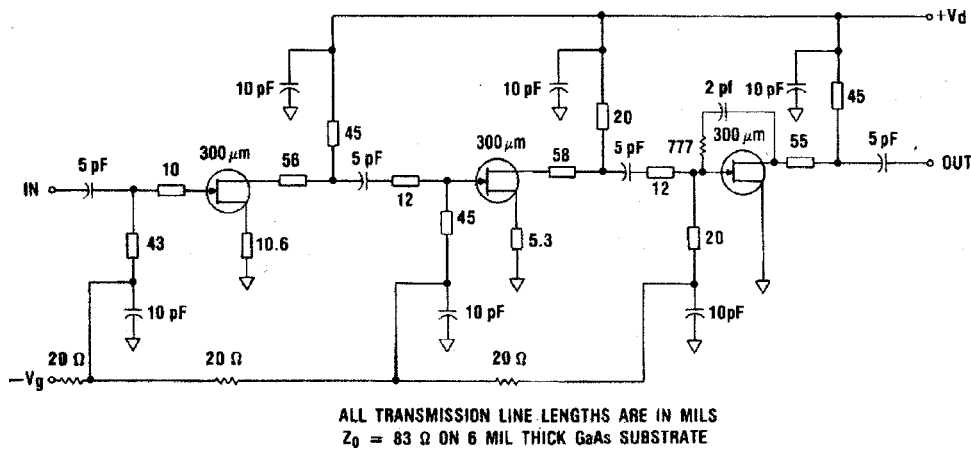 +Vd
10 pF
10 pF
2 pf
10 pF
45
20
45
300 μm
300 μm
777
300 μm
5 pF
10
56
5 pF
58
5 pF
55
5 pF
IN
12
12
OUT
43
10.6
45
5.3
20
10 pF
10 pF
10pF
20 Ω
20 Ω
20 Ω
−Vg
ALL TRANSMISSION LINE LENGTHS ARE IN MILS
Z0 = 83 Ω ON 6 MIL THICK GaAs SUBSTRATE